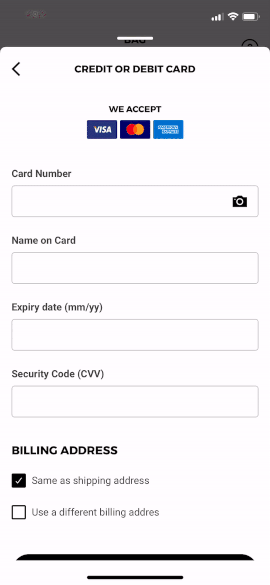 CREDIT OR DEBIT CARD
WE ACCEPT
VISA
AMERICAN EXPRESS
Card Number
Name on Card
Expiry date (mm/yy)
Security Code (CVV)
BILLING ADDRESS
Same as shipping address
Use a different billing addres